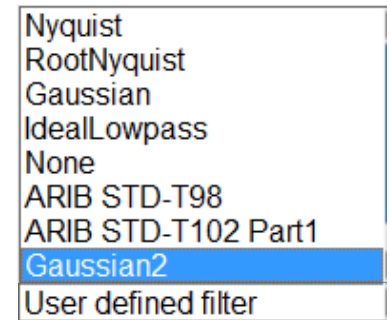 Nyquist
RootNyquist
Gaussian
IdealLowpass
None
ARIB STD-T98
ARIB STD-T102 Part1
Gaussian2
User defined filter